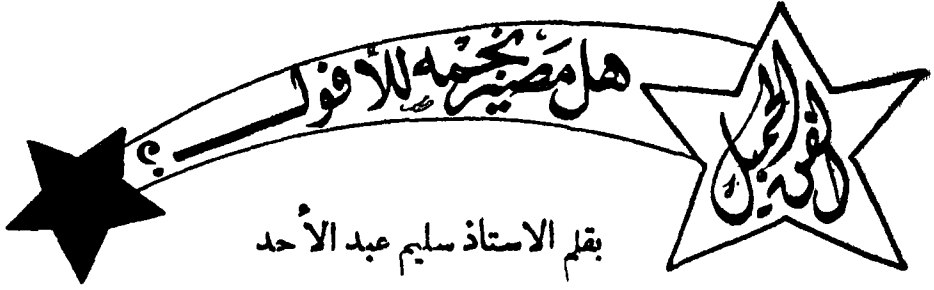 الفن الجميل
هل مصير نجمه للأفول ؟
بقلم الاستاذ سليم عبد الأحد